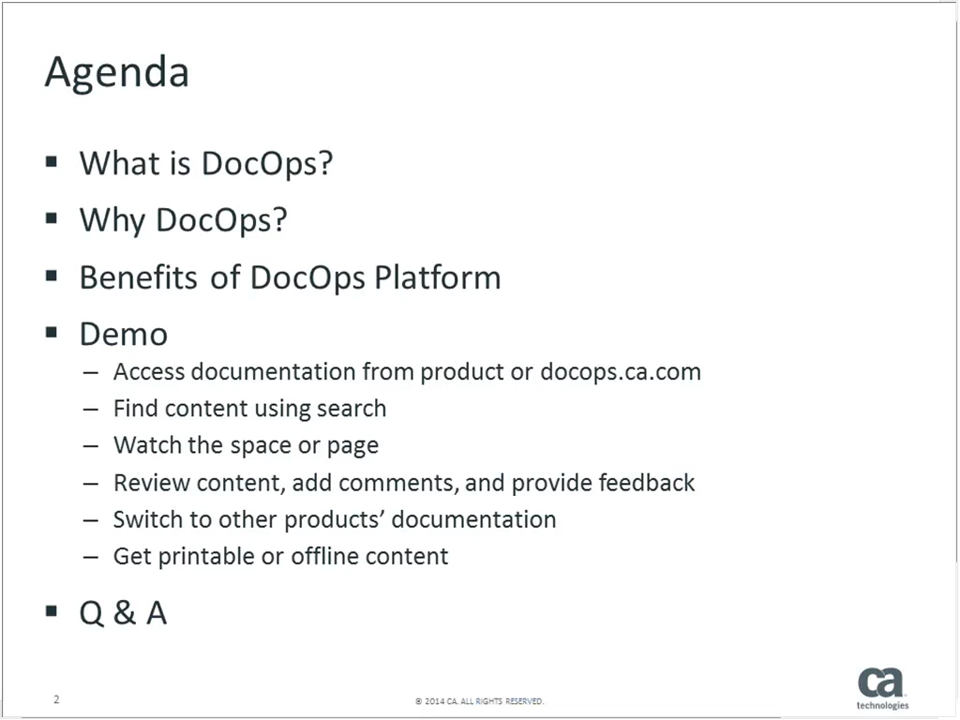 Agenda
▪ What is DocOps?
▪ Why DocOps?
▪ Benefits of DocOps Platform
▪ Demo
– Access documentation from product or docops.ca.com
– Find content using search
– Watch the space or page
– Review content, add comments, and provide feedback
– Switch to other products’ documentation
– Get printable or offline content
▪ Q & A
2
© 2014 CA. ALL RIGHTS RESERVED.
ca
technologies